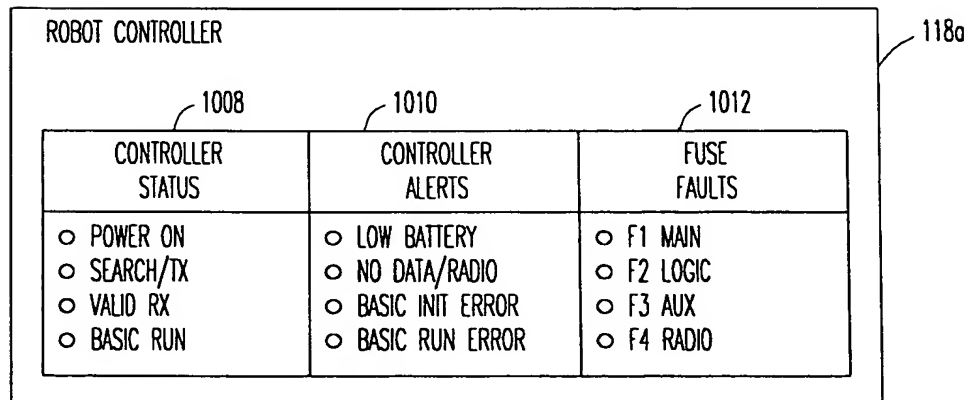 ROBOT CONTROLLER
118a
1008
1010
1012
CONTROLLER
STATUS
CONTROLLER
ALERTS
FUSE
FAULTS
POWER ON
SEARCH/TX
VALID RX
BASIC RUN
LOW BATTERY
NO DATA/RADIO
BASIC INIT ERROR
BASIC RUN ERROR
F1 MAIN
F2 LOGIC
F3 AUX
F4 RADIO